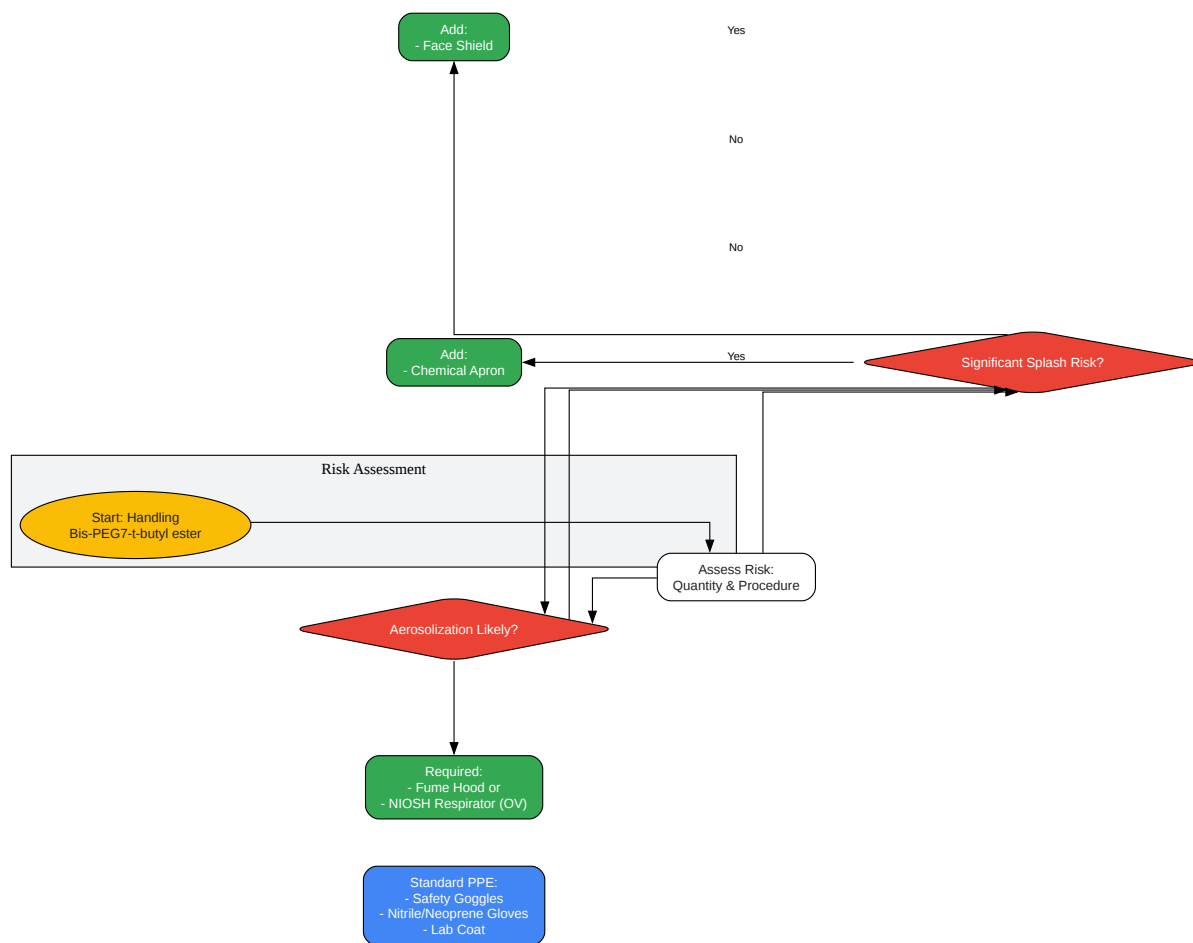 Add:
- Face Shield
Yes
No
No
Add:
- Chemical Apron
Yes
Significant Splash Risk?
Risk Assessment
Start: Handling
Bis-PEG7-t-butyl ester
Assess Risk:
Quantity & Procedure
Aerosolization Likely?
Required:
- Fume Hood or
- NIOSH Respirator (OV)
Standard PPE:
- Safety Goggles
- Nitrile/Neoprene Gloves
- Lab Coat